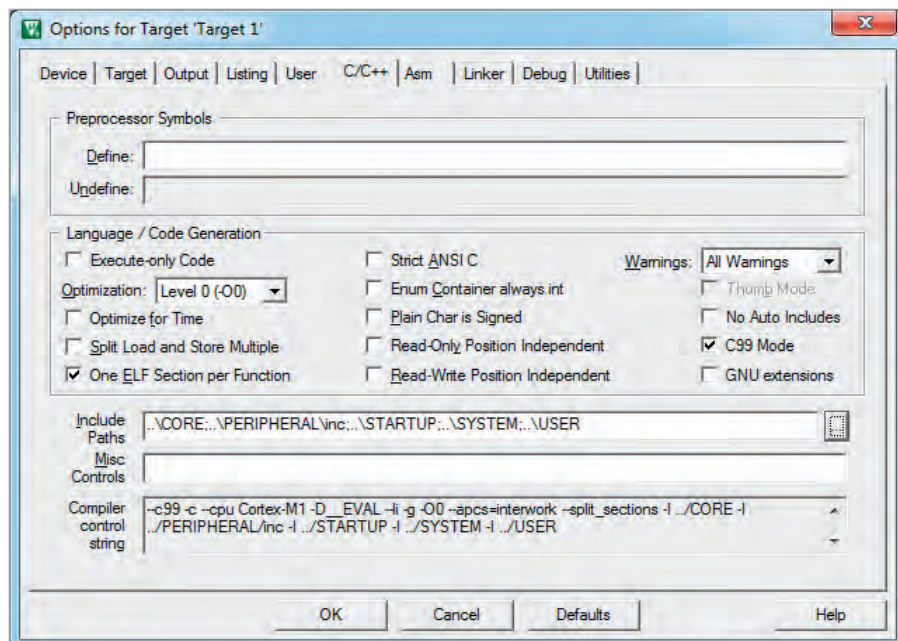 Options for Target 'Target 1'
Device Target Output Listing User C/C++ Asm Linker Debug Utilities
Preprocessor Symbols
Define:
Undefine:
Language / Code Generation
Execute-only Code Strict ANSI C Warnings: All Warnings
Optimization: Level 0 (-O0) Enum Container always int Thumb Mode
Optimize for Time Plain Char is Signed No Auto Includes
Split Load and Store Multiple Read-Only Position Independent C99 Mode
One ELF Section per Function Read-Write Position Independent GNU extensions
Include Paths ..\CORE;..\PERIPHERAL\inc;..\STARTUP;..\SYSTEM;..\USER
...
Misc Controls
Compiler control string --c99 -c --cpu Cortex-M1 -D__EVAL --li -g -O0 --apcs=interwork --split_sections -I ../CORE -I
../PERIPHERAL/inc -I ../STARTUP -I ../SYSTEM -I ../USER
OK Cancel Defaults Help